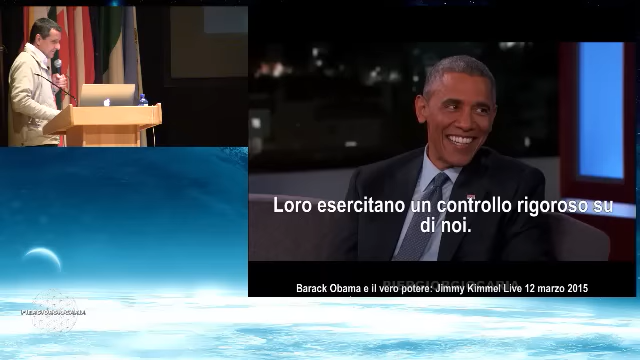 Loro esercitano un controllo rigoroso su
di noi.
Barack Obama e il vero potere: Jimmy Kimmel Live 12 marzo 2015
PIERGIORGIOCARIA